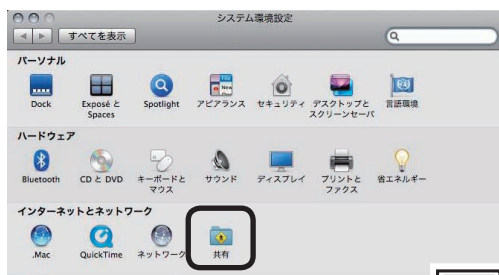 システム環境設定
すべてを表示
パーソナル
Dock
Exposé と
Spaces
Spotlight
アピアランス
セキュリティ
デスクトップと
スクリーンセーバ
言語環境
ハードウェア
Bluetooth
CD と DVD
キーボードと
マウス
サウンド
ディスプレイ
プリントと
ファクス
省エネルギー
インターネットとネットワーク
.Mac
QuickTime
ネットワーク
共有